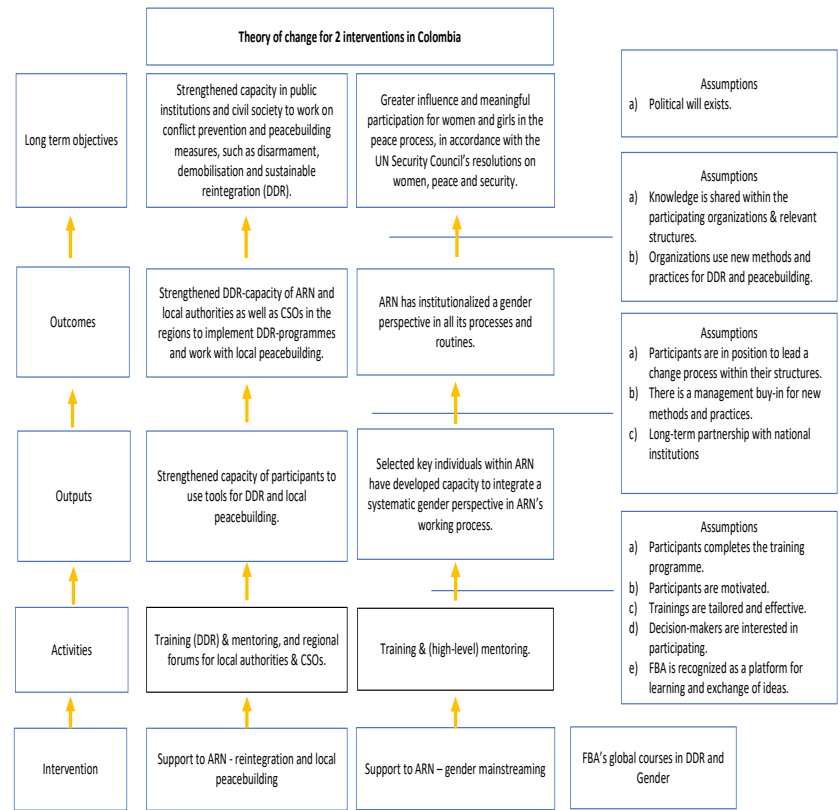 Theory of change for 2 interventions in Colombia
Long term objectives
Strengthened capacity in public
institutions and civil society to work on
conflict prevention and peacebuilding
measures, such as disarmament,
demobilisation and sustainable
reintegration (DDR).
Greater influence and meaningful
participation for women and girls in the
peace process, in accordance with the
UN Security Council's resolutions on
women, peace and security.
Assumptions
a) Political will exists.
Assumptions
a) Knowledge is shared within the
participating organizations & relevant
structures.
b) Organizations use new methods and
practices for DDR and peacebuilding.
Outcomes
Strengthened DDR-capacity of ARN and
local authorities as well as CSOs in the
regions to implement DDR-programmes
and work with local peacebuilding.
ARN has institutionalized a gender
perspective in all its processes and
routines.
Assumptions
a) Participants are in position to lead a
change process within their structures.
b) There is a management buy-in for new
methods and practices.
c) Long-term partnership with national
institutions
Outputs
Strengthened capacity of participants to
use tools for DDR and local
peacebuilding.
Selected key individuals within ARN
have developed capacity to integrate a
systematic gender perspective in ARN's
working process.
Assumptions
a) Participants completes the training
programme.
b) Participants are motivated.
c) Trainings are tailored and effective.
d) Decision-makers are interested in
participating.
e) FBA is recognized as a platform for
learning and exchange of ideas.
Activities
Training (DDR) & mentoring, and regional
forums for local authorities & CSOs.
Training & (high-level) mentoring.
Intervention
Support to ARN - reintegration and local
peacebuilding
Support to ARN – gender mainstreaming
FBA's global courses in DDR and
Gender